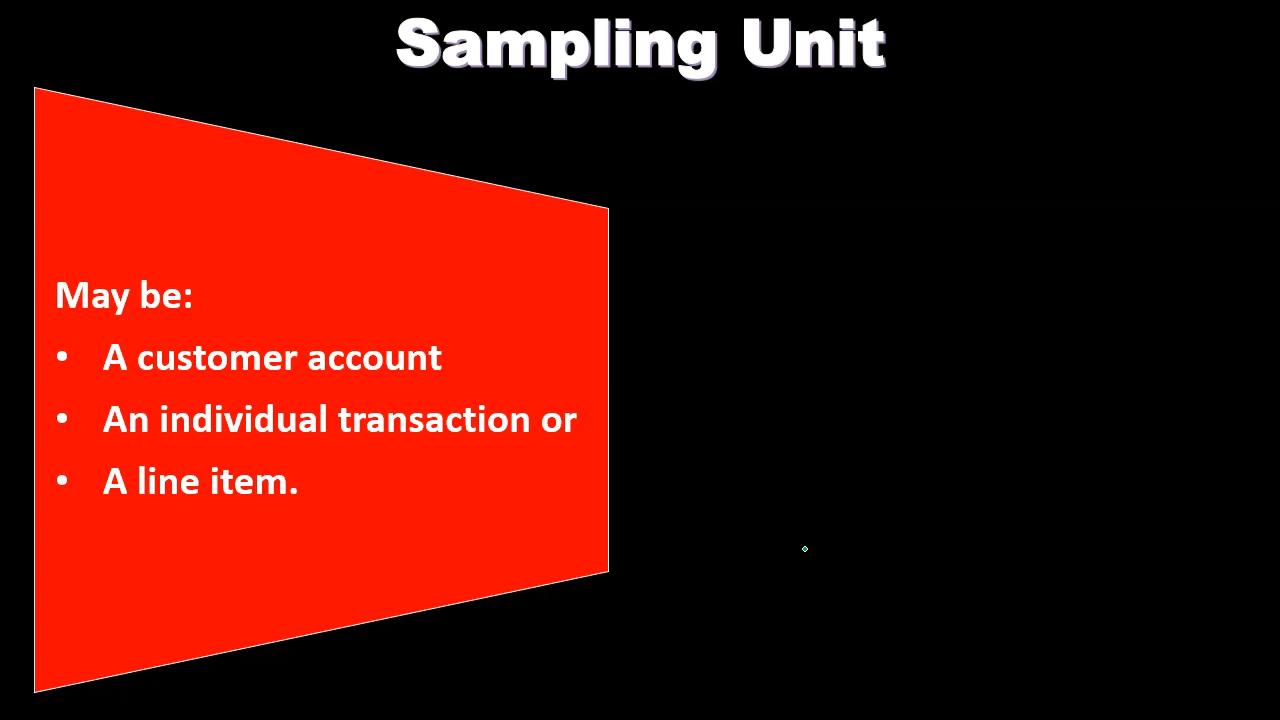 Sampling Unit
May be:
• A customer account
• An individual transaction or
• A line item.